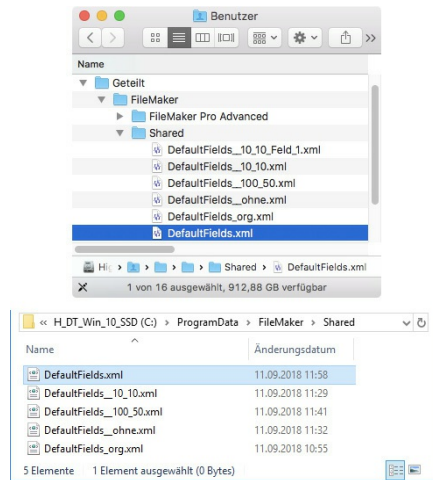 Benutzer
Name
Geteilt
FileMaker
FileMaker Pro Advanced
Shared
DefaultFields__10_10_Feld_1.xml
DefaultFields__10_10.xml
DefaultFields__100_50.xml
DefaultFields__ohne.xml
DefaultFields_org.xml
DefaultFields.xml
Shared › DefaultFields.xml
1 von 16 ausgewählt, 912,88 GB verfügbar
« H_DT_Win_10_SSD (C:) › ProgramData › FileMaker › Shared
Name Änderungsdatum
DefaultFields.xml 11.09.2018 11:58
DefaultFields__10_10.xml 11.09.2018 11:29
DefaultFields__100_50.xml 11.09.2018 11:41
DefaultFields__ohne.xml 11.09.2018 11:32
DefaultFields_org.xml 11.09.2018 10:55
5 Elemente 1 Element ausgewählt (0 Bytes)